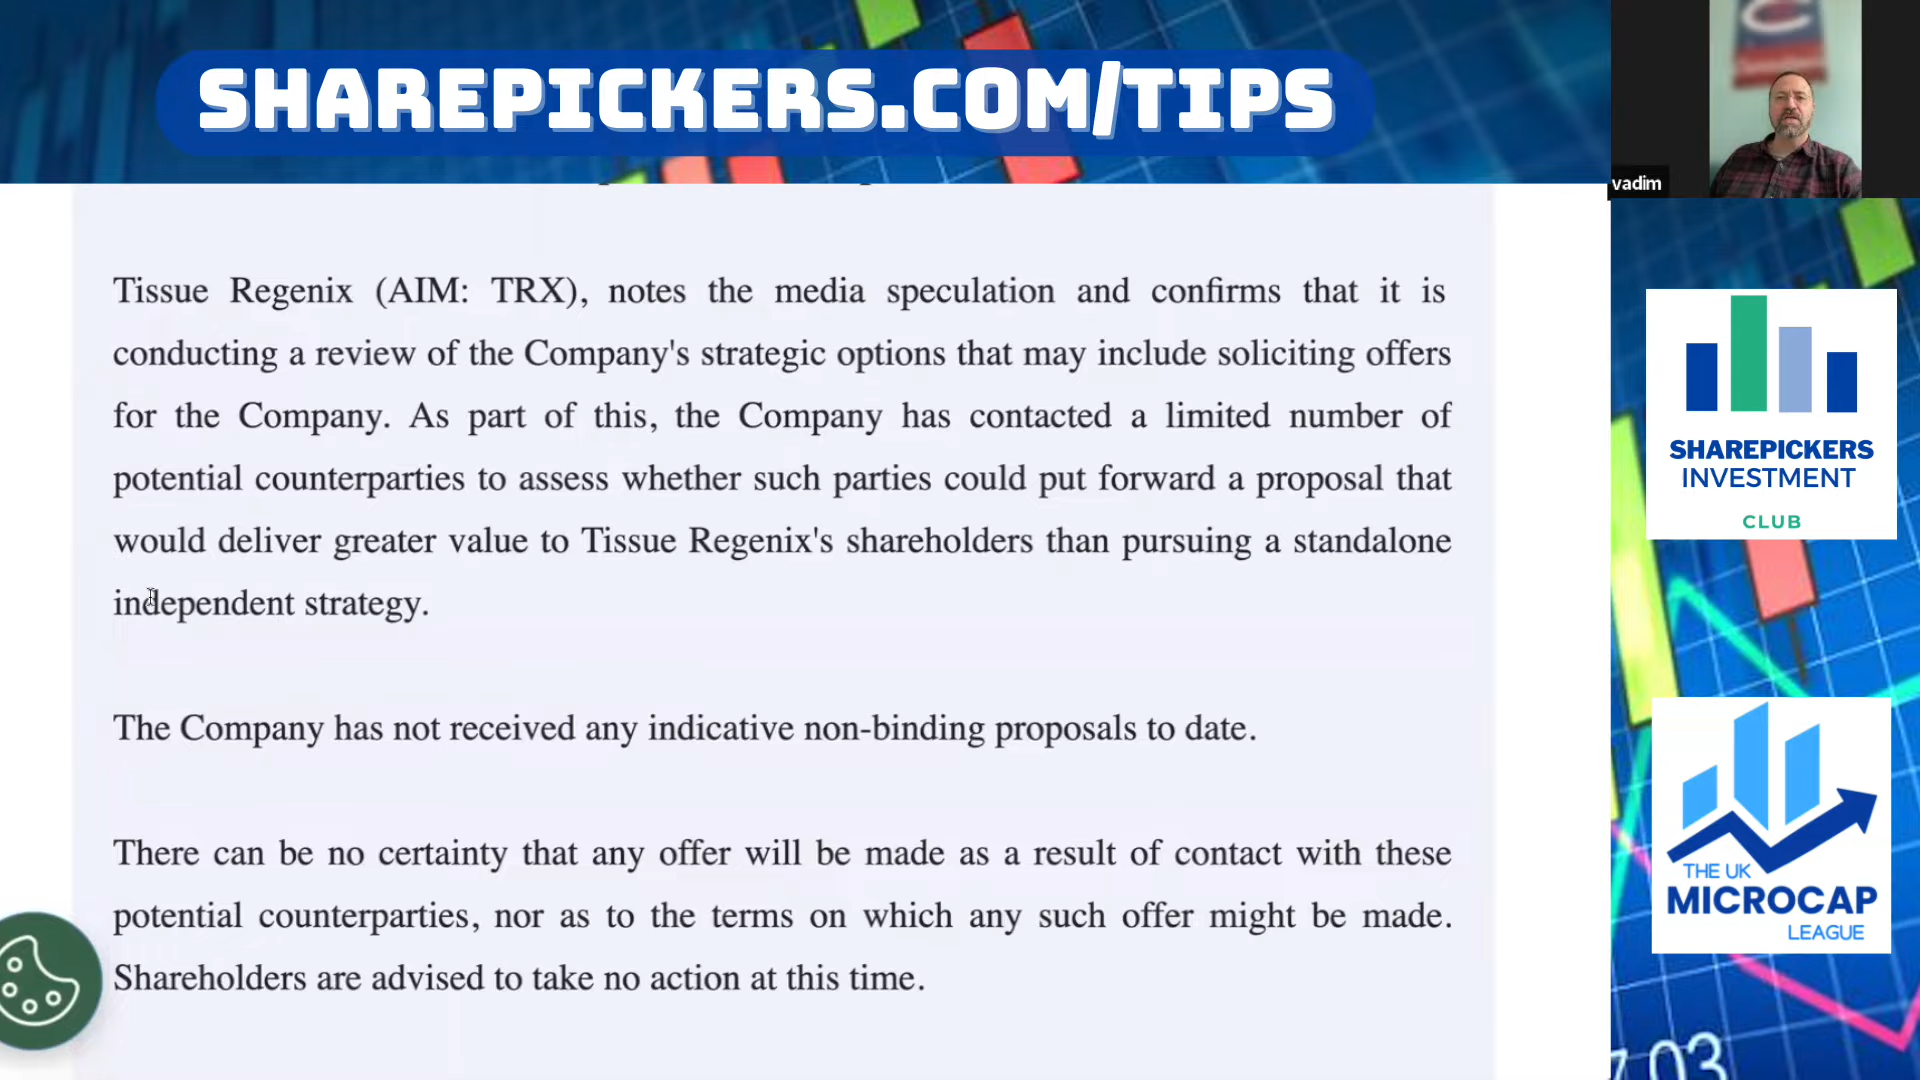 SHAREPICKERS.COM/TIPS
vadim
Tissue Regenix (AIM: TRX), notes the media speculation and confirms that it is
conducting a review of the Company's strategic options that may include soliciting offers
for the Company. As part of this, the Company has contacted a limited number of
potential counterparties to assess whether such parties could put forward a proposal that
would deliver greater value to Tissue Regenix's shareholders than pursuing a standalone
independent strategy.
The Company has not received any indicative non-binding proposals to date.
There can be no certainty that any offer will be made as a result of contact with these
potential counterparties, nor as to the terms on which any such offer might be made.
Shareholders are advised to take no action at this time.
SHAREPICKERS
INVESTMENT
CLUB
THE UK
MICROCAP
LEAGUE
7.03